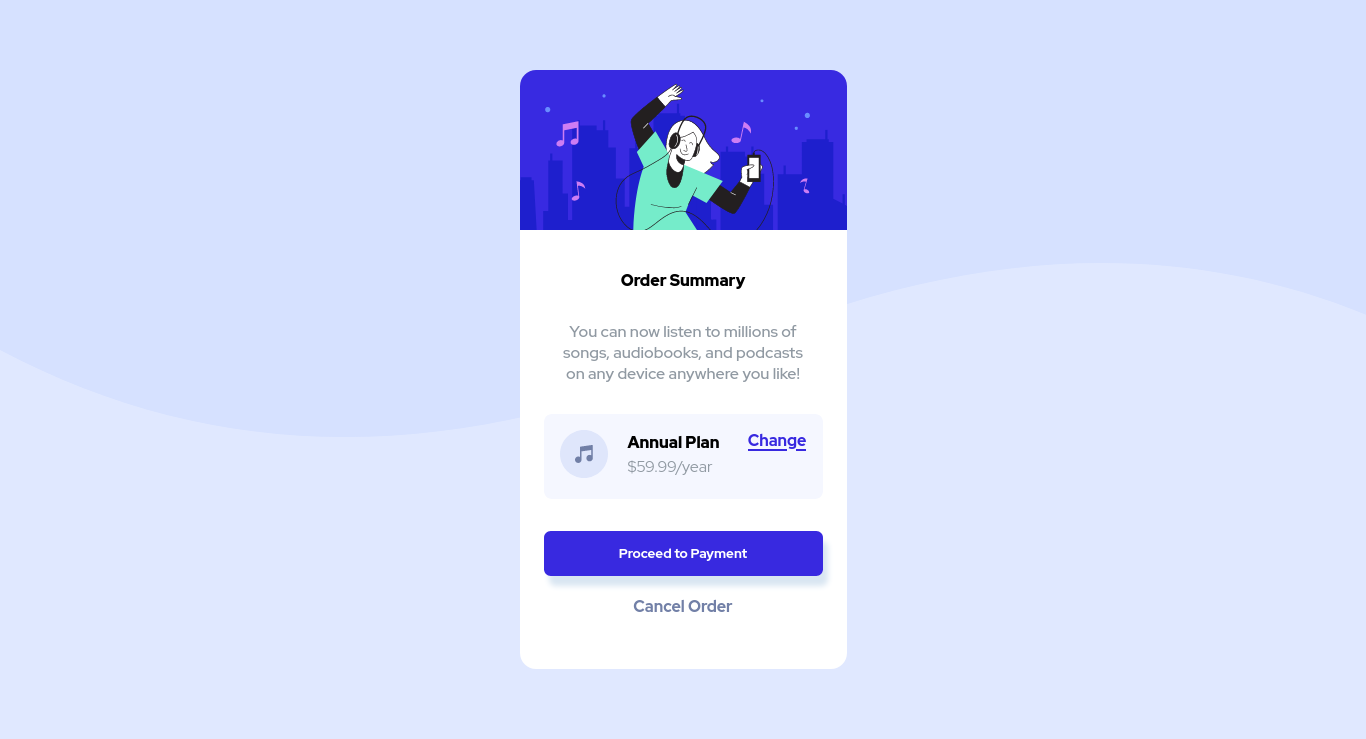 Order Summary
You can now listen to millions of
songs, audiobooks, and podcasts
on any device anywhere you like!
Annual Plan
Change
$59.99/year
Proceed to Payment
Cancel Order